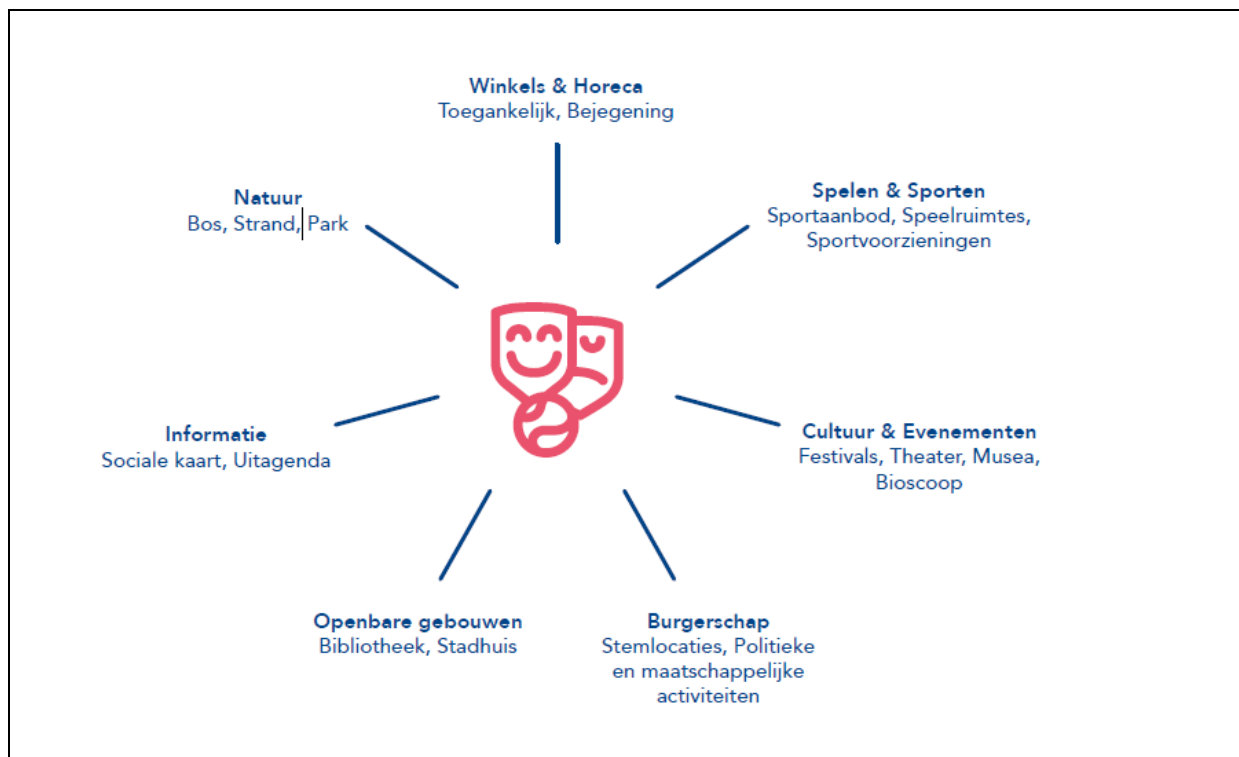 Winkels & Horeca
Toegankelijk, Bejegening
Natuur
Bos, Strand, Park
Spelen & Sporten
Sportaanbod, Speelruimtes,
Sportvoorzieningen
Informatie
Sociale kaart, Uitagenda
Cultuur & Evenementen
Festivals, Theater, Musea,
Bioscoop
Openbare gebouwen
Bibliotheek, Stadhuis
Burgerschap
Stemlocaties, Politieke
en maatschappelijke
activiteiten